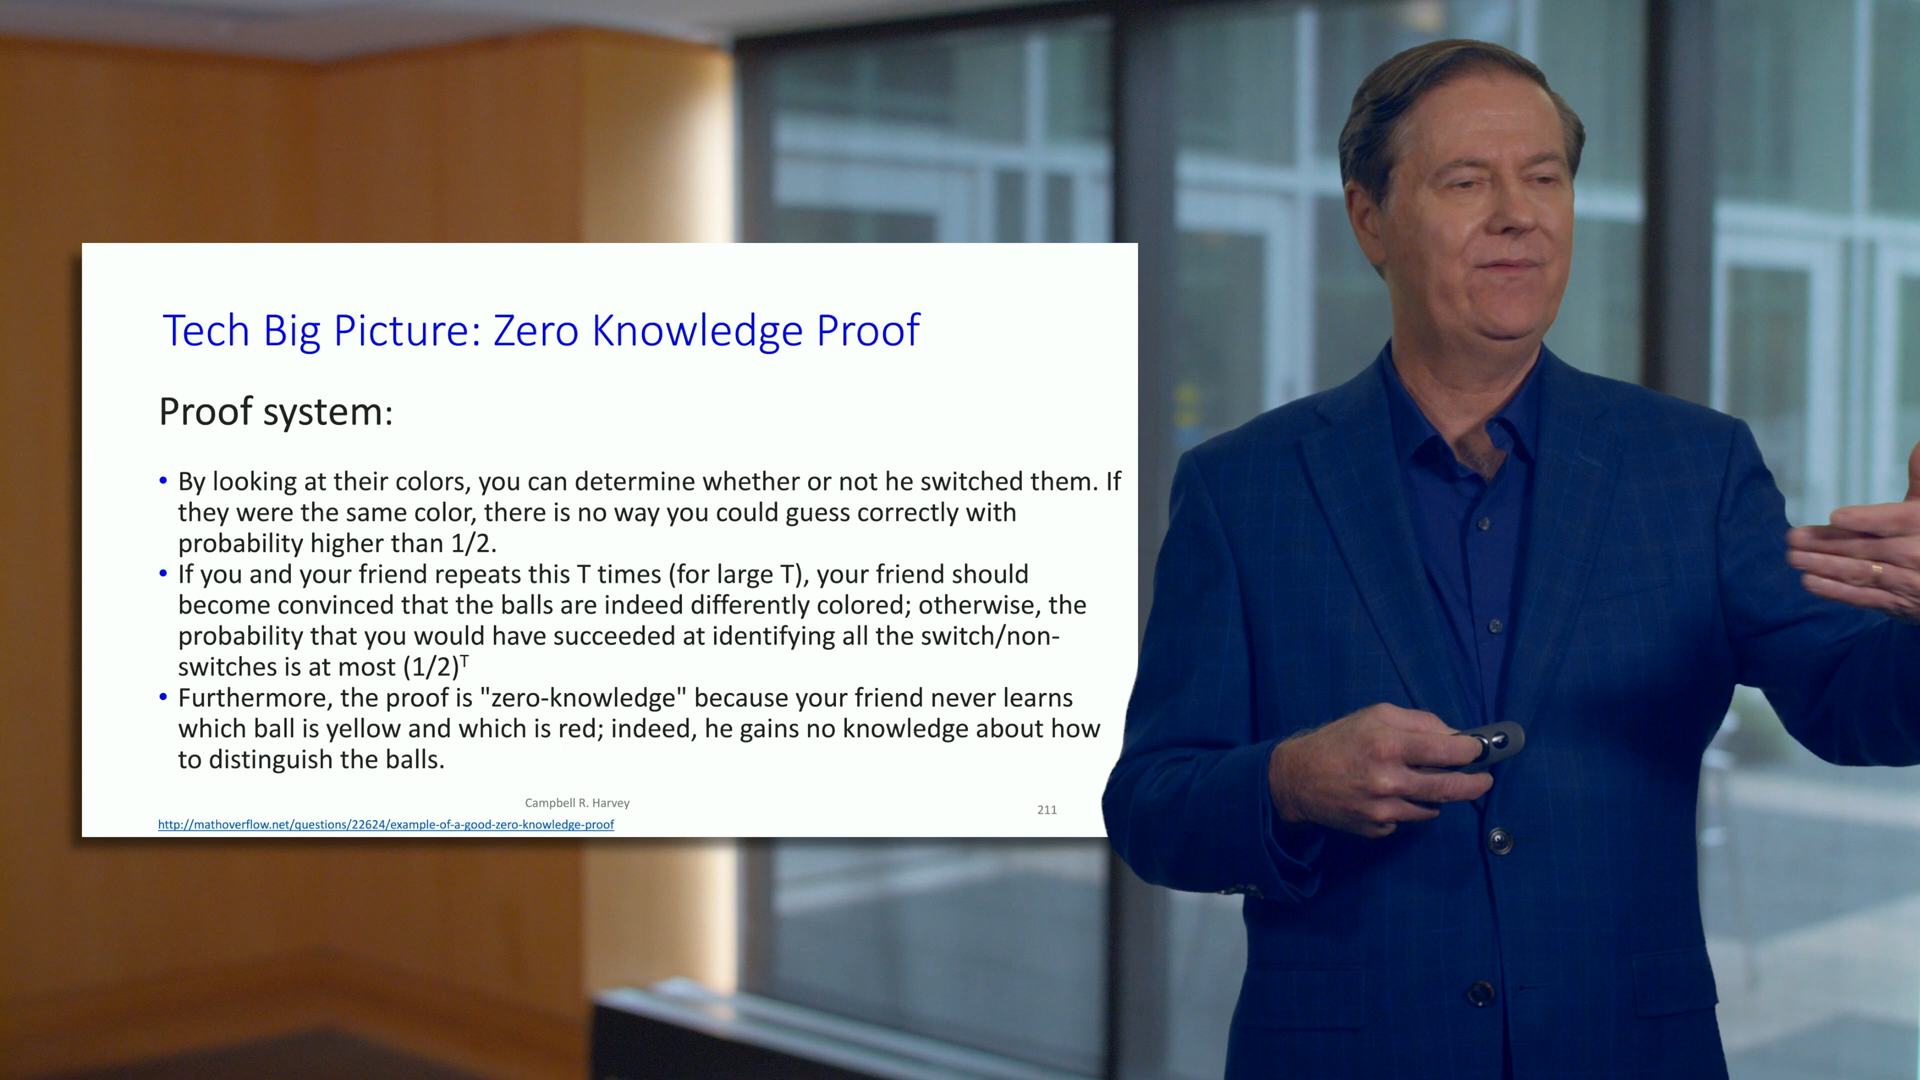 Tech Big Picture: Zero Knowledge Proof
Proof system:
• By looking at their colors, you can determine whether or not he switched them. If
they were the same color, there is no way you could guess correctly with
probability higher than 1/2.
• If you and your friend repeats this T times (for large T), your friend should
become convinced that the balls are indeed differently colored; otherwise, the
probability that you would have succeeded at identifying all the switch/non-
switches is at most (1/2)ᵀ
• Furthermore, the proof is "zero-knowledge" because your friend never learns
which ball is yellow and which is red; indeed, he gains no knowledge about how
to distinguish the balls.
Campbell R. Harvey
211
http://mathoverflow.net/questions/22624/example-of-a-good-zero-knowledge-proof